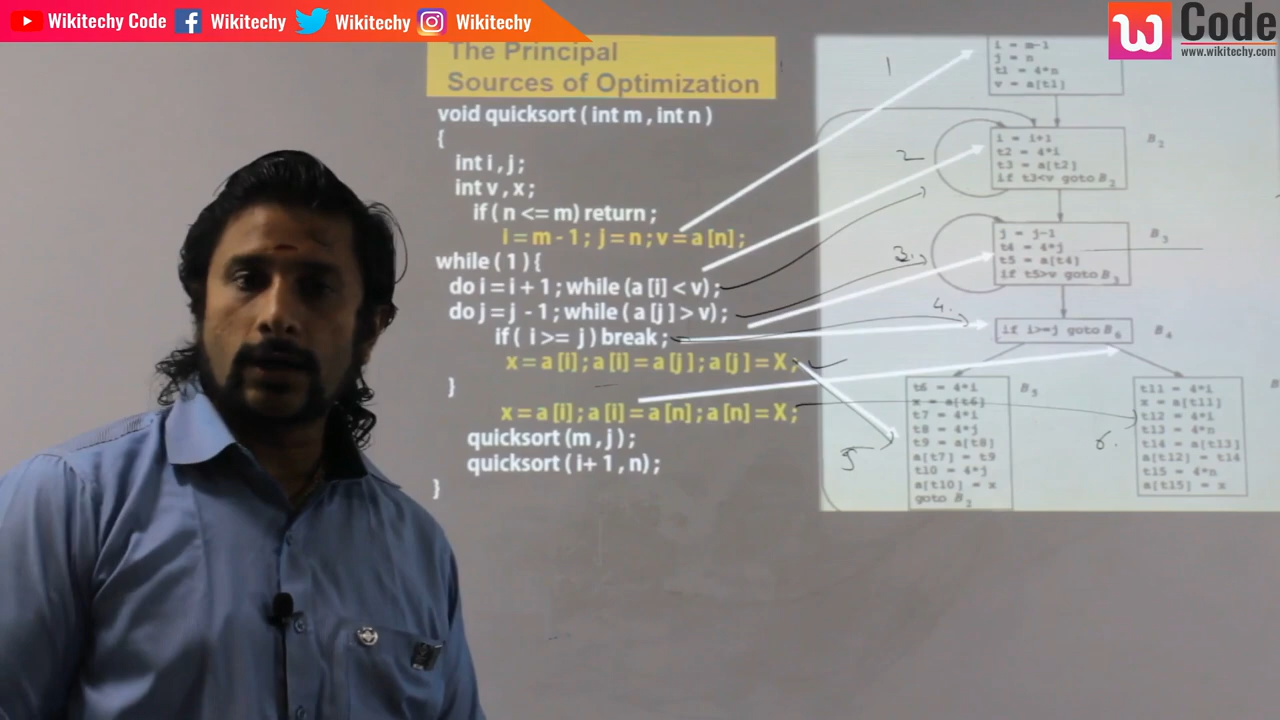 Wikitechy Code Wikitechy Wikitechy Wikitechy
Code
www.wikitechy.com
The Principal
Sources of Optimization
void quicksort ( int m , int n )
{
int i , j ;
int v , x ;
if ( n <= m) return ;
i = m - 1 ; j = n ; v = a [n] ;
while ( 1 ) {
do i = i + 1 ; while (a [i] < v) ;
do j = j - 1 ; while ( a [j ] > v) ;
if ( i >= j ) break ;
x = a [i] ; a [i] = a [j] ; a [j] = X ;
}
x = a [i] ; a [i] = a [n] ; a [n] = X ;
quicksort (m , j ) ;
quicksort ( i+ 1 , n) ;
}
1
i = m-1
j = n
t1 = 4*n
v = a[t1]
2
i = i+1
t2 = 4*i
t3 = a[t2]
if t3<v goto B2
B2
3.
j = j-1
t4 = 4*j
t5 = a[t4]
if t5>v goto B3
B3
4.
if i>=j goto B6
B4
5
t6 = 4*i
x = a[t6]
t7 = 4*i
t8 = 4*j
t9 = a[t8]
a[t7] = t9
t10 = 4*j
a[t10] = x
goto B2
B5
6.
t11 = 4*i
x = a[t11]
t12 = 4*i
t13 = 4*n
t14 = a[t13]
a[t12] = t14
t15 = 4*n
a[t15] = x
B